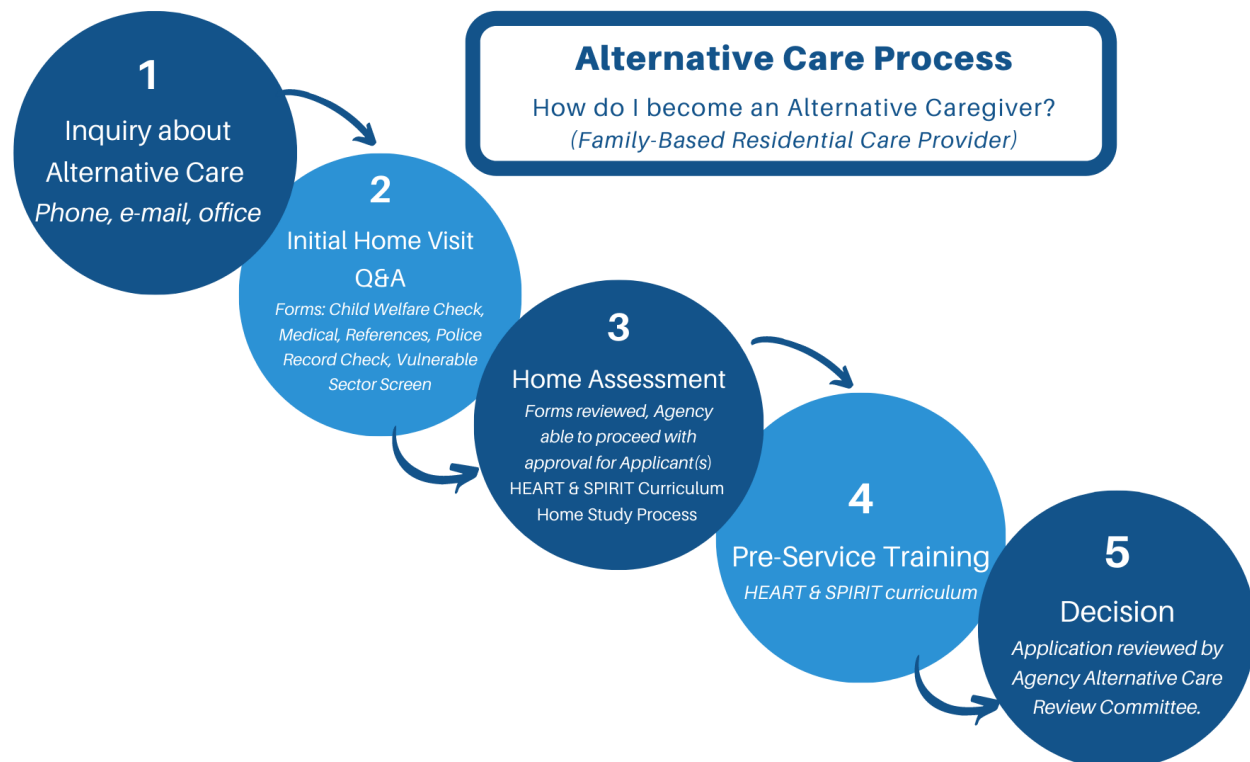 Alternative Care Process
How do I become an Alternative Caregiver?
(Family-Based Residential Care Provider)
1
Inquiry about
Alternative Care
Phone, e-mail, office
2
Initial Home Visit
Q&A
Forms: Child Welfare Check,
Medical, References, Police
Record Check, Vulnerable
Sector Screen
3
Home Assessment
Forms reviewed, Agency
able to proceed with
approval for Applicant(s)
HEART & SPIRIT Curriculum
Home Study Process
4
Pre-Service Training
HEART & SPIRIT curriculum
5
Decision
Application reviewed by
Agency Alternative Care
Review Committee.